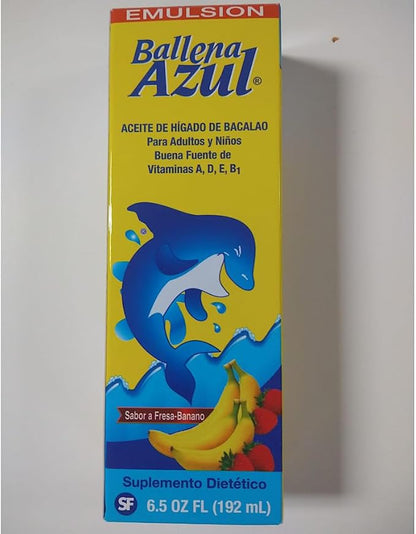 EMULSION
Ballena
Azul®
ACEITE DE HÍGADO DE BACALAO
Para Adultos y Niños
Buena Fuente de
Vitaminas A, D, E, B1
Sabor a Fresa-Banano
Suplemento Dietético
SF 6.5 OZ FL (192 mL)